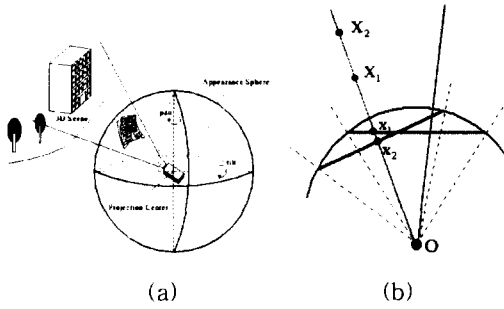 3D Scene
Appearance Sphere
pan
tilt
Projection Center
(a)
X₂
X₁
x₁
x₂
O
(b)